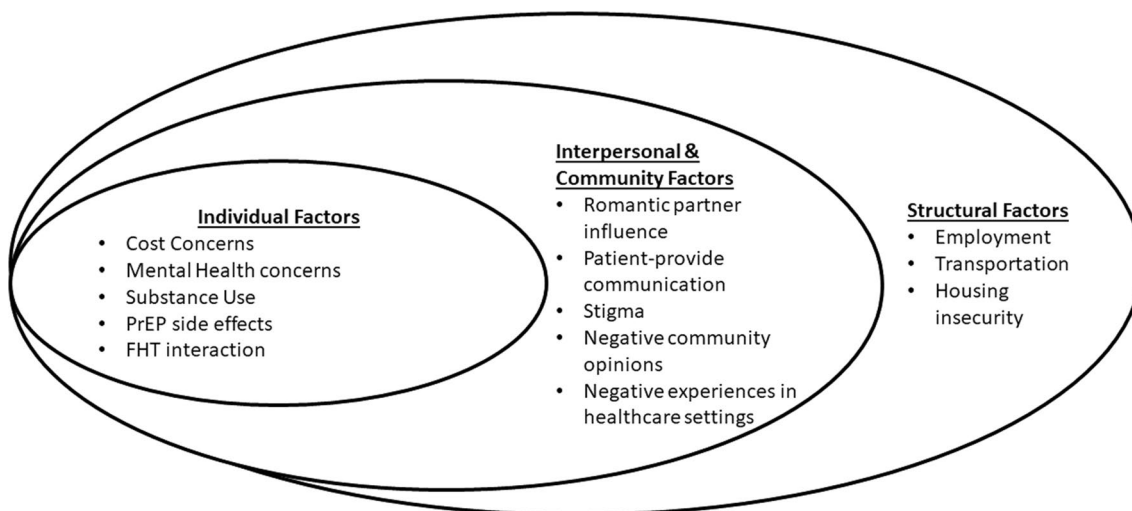 Individual Factors
• Cost Concerns
• Mental Health concerns
• Substance Use
• PrEP side effects
• FHT interaction
Interpersonal &
Community Factors
• Romantic partner
influence
• Patient-provide
communication
• Stigma
• Negative community
opinions
• Negative experiences in
healthcare settings
Structural Factors
• Employment
• Transportation
• Housing
insecurity